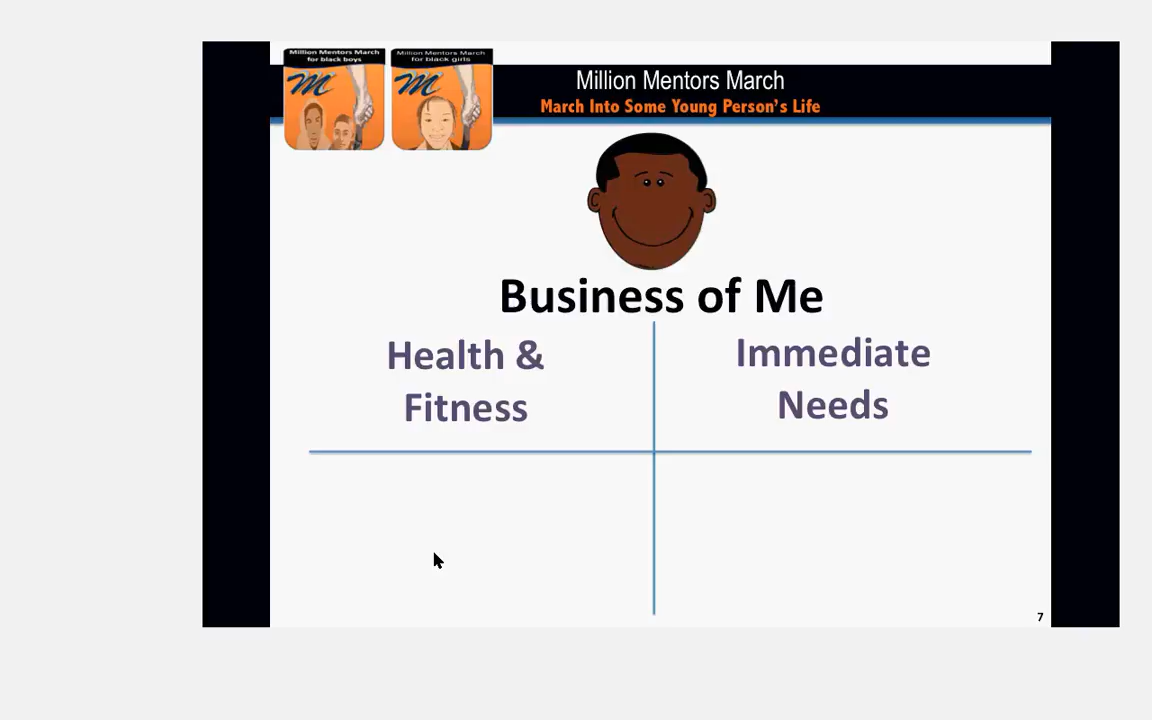 Million Mentors March
for black boys
Million Mentors March
for black girls
M
M
Million Mentors March
March Into Some Young Person's Life
Business of Me
Health &
Fitness
Immediate
Needs
7